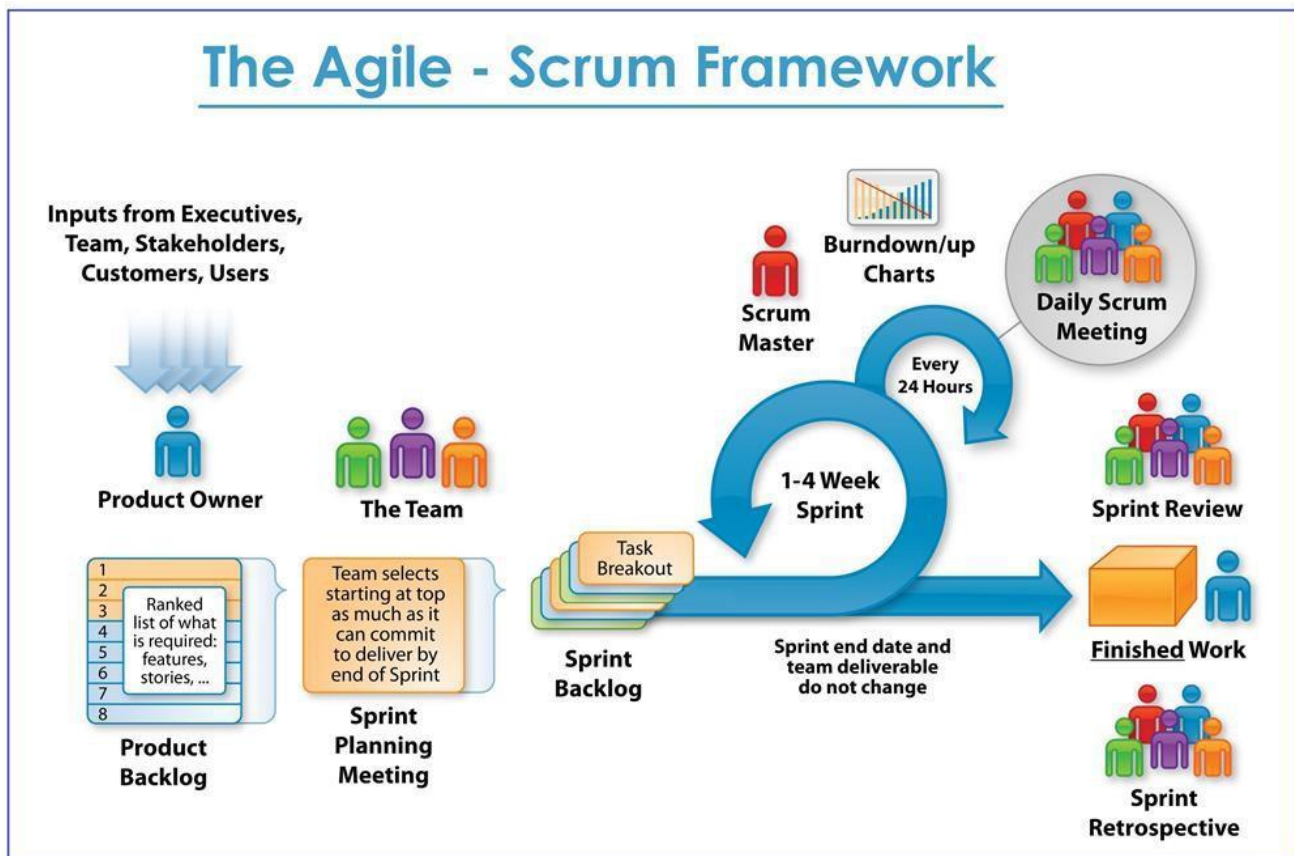 The Agile - Scrum Framework
Inputs from Executives,
Team, Stakeholders,
Customers, Users
Product Owner
The Team
1
2
3
4
5
6
7
8
Ranked
list of what
is required:
features,
stories, ...
Product
Backlog
Team selects
starting at top
as much as it
can commit
to deliver by
end of Sprint
Sprint
Planning
Meeting
Task
Breakout
Sprint
Backlog
Scrum
Master
Burndown/up
Charts
1-4 Week
Sprint
Every
24 Hours
Daily Scrum
Meeting
Sprint end date and
team deliverable
do not change
Sprint Review
Finished Work
Sprint
Retrospective